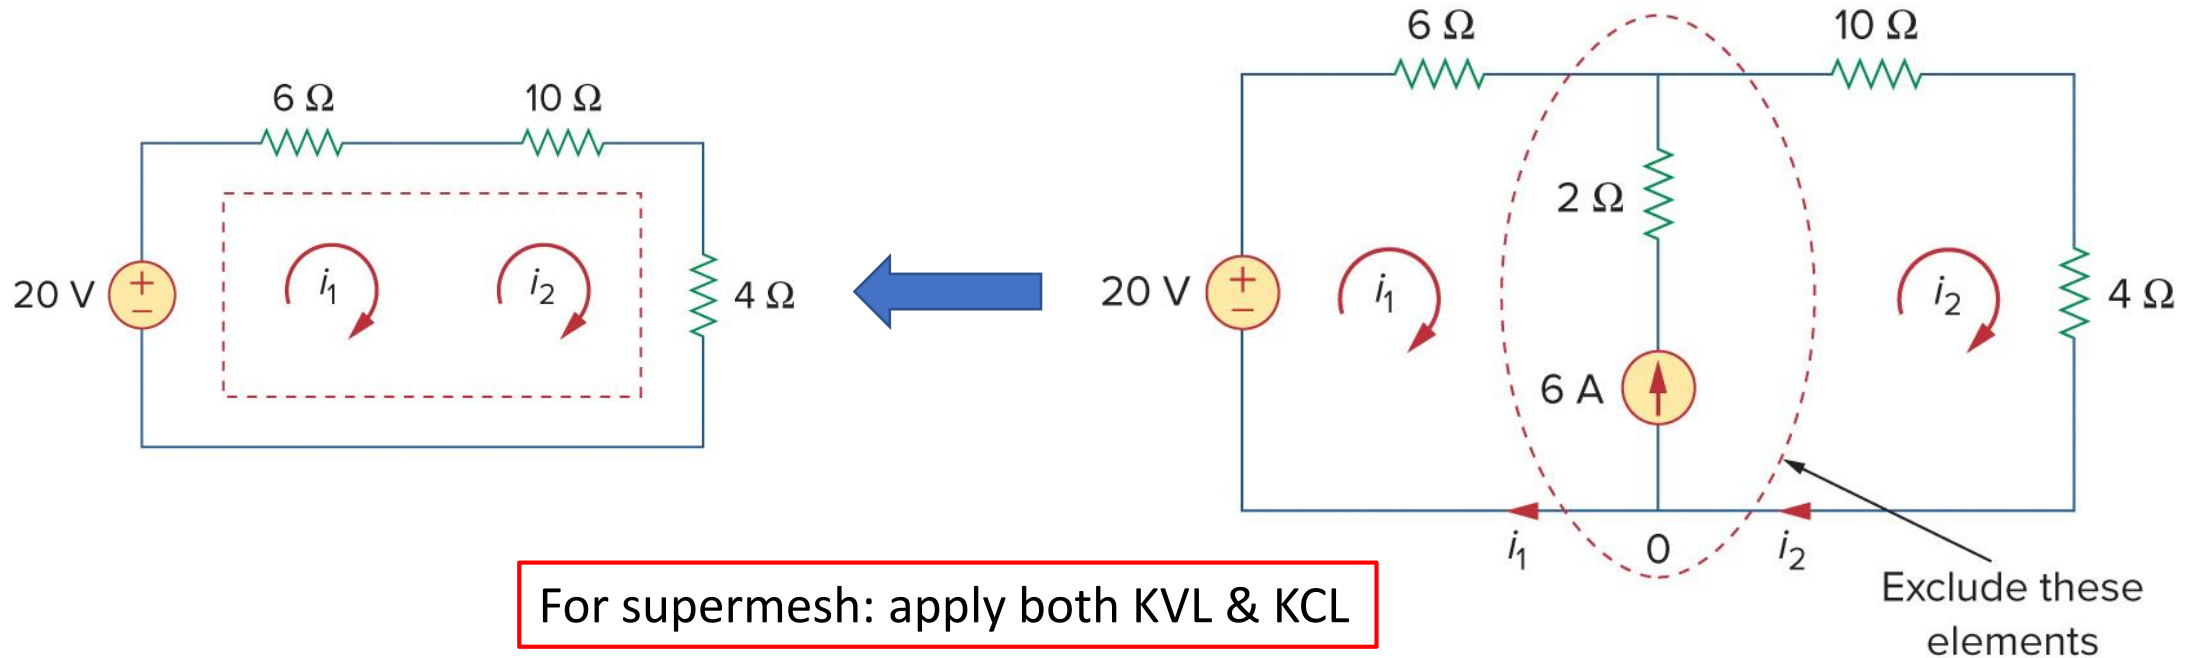 6 Ω
10 Ω
20 V
+
−
i₁
i₂
4 Ω
6 Ω
10 Ω
2 Ω
20 V
+
−
i₁
i₂
4 Ω
6 A
i₁
0
i₂
Exclude these
elements
For supermesh: apply both KVL & KCL